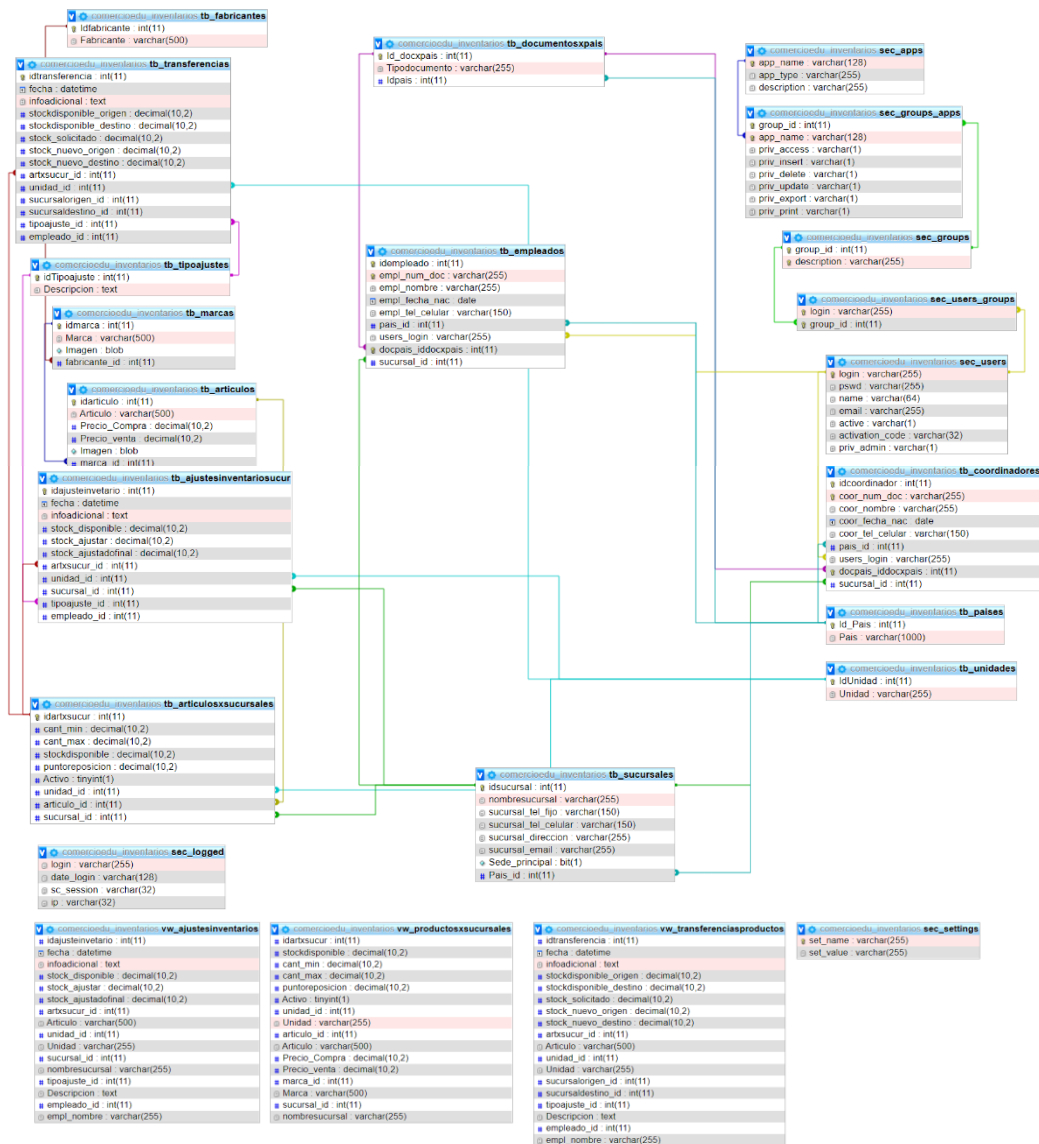 comercioedu_inventarios tb_fabricantes
Idfabricante : int(11)
Fabricante : varchar(500)
comercioedu_inventarios tb_transferencias
idtransferencia : int(11)
fecha : datetime
infoadicional : text
stockdisponible_origen : decimal(10,2)
stockdisponible_destino : decimal(10,2)
stock_solicitado : decimal(10,2)
stock_nuevo_origen : decimal(10,2)
stock_nuevo_destino : decimal(10,2)
artxsucur_id : int(11)
unidad_id : int(11)
sucursalorigen_id : int(11)
sucursaldestino_id : int(11)
tipoajuste_id : int(11)
empleado_id : int(11)
comercioedu_inventarios tb_tipoajustes
idTipoajuste : int(11)
Descripcion : text
comercioedu_inventarios tb_marcas
idmarca : int(11)
Marca : varchar(500)
Imagen : blob
fabricante_id : int(11)
comercioedu_inventarios tb_articulos
idarticulo : int(11)
Articulo : varchar(500)
Precio_Compra : decimal(10,2)
Precio_venta : decimal(10,2)
Imagen : blob
marca_id : int(11)
comercioedu_inventarios tb_ajustesinventariosucur
idajusteinvetario : int(11)
fecha : datetime
infoadicional : text
stock_disponible : decimal(10,2)
stock_ajustar : decimal(10,2)
stock_ajustadofinal : decimal(10,2)
artxsucur_id : int(11)
unidad_id : int(11)
sucursal_id : int(11)
tipoajuste_id : int(11)
empleado_id : int(11)
comercioedu_inventarios tb_articulosxsucursales
idartxsucur : int(11)
cant_min : decimal(10,2)
cant_max : decimal(10,2)
stockdisponible : decimal(10,2)
puntoreposicion : decimal(10,2)
Activo : tinyint(1)
unidad_id : int(11)
articulo_id : int(11)
sucursal_id : int(11)
comercioedu_inventarios sec_logged
login : varchar(255)
date_login : varchar(128)
sc_session : varchar(32)
ip : varchar(32)
comercioedu_inventarios tb_documentosxpais
Id_docxpais : int(11)
Tipodocumento : varchar(255)
Idpais : int(11)
comercioedu_inventarios tb_empleados
idempleado : int(11)
empl_num_doc : varchar(255)
empl_nombre : varchar(255)
empl_fecha_nac : date
empl_tel_celular : varchar(150)
pais_id : int(11)
users_login : varchar(255)
docpais_iddocxpais : int(11)
sucursal_id : int(11)
comercioedu_inventarios tb_sucursales
idsucursal : int(11)
nombresucursal : varchar(255)
sucursal_tel_fijo : varchar(150)
sucursal_tel_celular : varchar(150)
sucursal_direccion : varchar(255)
sucursal_email : varchar(255)
Sede_principal : bit(1)
Pais_id : int(11)
comercioedu_inventarios sec_apps
app_name : varchar(128)
app_type : varchar(255)
description : varchar(255)
comercioedu_inventarios sec_groups_apps
group_id : int(11)
app_name : varchar(128)
priv_access : varchar(1)
priv_insert : varchar(1)
priv_delete : varchar(1)
priv_update : varchar(1)
priv_export : varchar(1)
priv_print : varchar(1)
comercioedu_inventarios sec_groups
group_id : int(11)
description : varchar(255)
comercioedu_inventarios sec_users_groups
login : varchar(255)
group_id : int(11)
comercioedu_inventarios sec_users
login : varchar(255)
pswd : varchar(255)
name : varchar(64)
email : varchar(255)
active : varchar(1)
activation_code : varchar(32)
priv_admin : varchar(1)
comercioedu_inventarios tb_coordinadores
idcoordinador : int(11)
coor_num_doc : varchar(255)
coor_nombre : varchar(255)
coor_fecha_nac : date
coor_tel_celular : varchar(150)
pais_id : int(11)
users_login : varchar(255)
docpais_iddocxpais : int(11)
sucursal_id : int(11)
comercioedu_inventarios tb_paises
Id_Pais : int(11)
Pais : varchar(1000)
comercioedu_inventarios tb_unidades
IdUnidad : int(11)
Unidad : varchar(255)
comercioedu_inventarios vw_ajustesinventarios
idajusteinvetario : int(11)
fecha : datetime
infoadicional : text
stock_disponible : decimal(10,2)
stock_ajustar : decimal(10,2)
stock_ajustadofinal : decimal(10,2)
artxsucur_id : int(11)
Articulo : varchar(500)
unidad_id : int(11)
Unidad : varchar(255)
sucursal_id : int(11)
nombresucursal : varchar(255)
tipoajuste_id : int(11)
Descripcion : text
empleado_id : int(11)
empl_nombre : varchar(255)
comercioedu_inventarios vw_productosxsucursales
idartxsucur : int(11)
stockdisponible : decimal(10,2)
cant_min : decimal(10,2)
cant_max : decimal(10,2)
puntoreposicion : decimal(10,2)
Activo : tinyint(1)
unidad_id : int(11)
Unidad : varchar(255)
articulo_id : int(11)
Articulo : varchar(500)
Precio_Compra : decimal(10,2)
Precio_venta : decimal(10,2)
marca_id : int(11)
Marca : varchar(500)
sucursal_id : int(11)
nombresucursal : varchar(255)
comercioedu_inventarios vw_transferenciasproductos
idtransferencia : int(11)
fecha : datetime
infoadicional : text
stockdisponible_origen : decimal(10,2)
stockdisponible_destino : decimal(10,2)
stock_solicitado : decimal(10,2)
stock_nuevo_origen : decimal(10,2)
stock_nuevo_destino : decimal(10,2)
artxsucur_id : int(11)
Articulo : varchar(500)
unidad_id : int(11)
Unidad : varchar(255)
sucursalorigen_id : int(11)
sucursaldestino_id : int(11)
tipoajuste_id : int(11)
Descripcion : text
empleado_id : int(11)
empl_nombre : varchar(255)
comercioedu_inventarios sec_settings
set_name : varchar(255)
set_value : varchar(255)